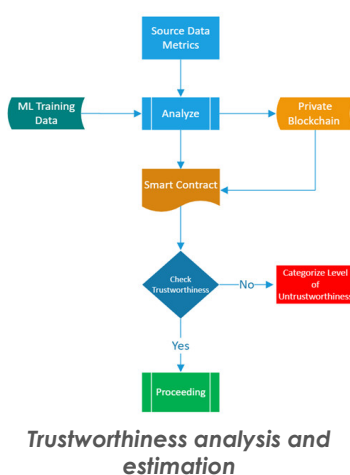 Source Data
Metrics
ML Training
Data
Analyze
Private
Blockchain
Smart Contract
Check
Trustworthiness
No
Categorize Level
of
Untrustworthiness
Yes
Proceeding
Trustworthiness analysis and
estimation